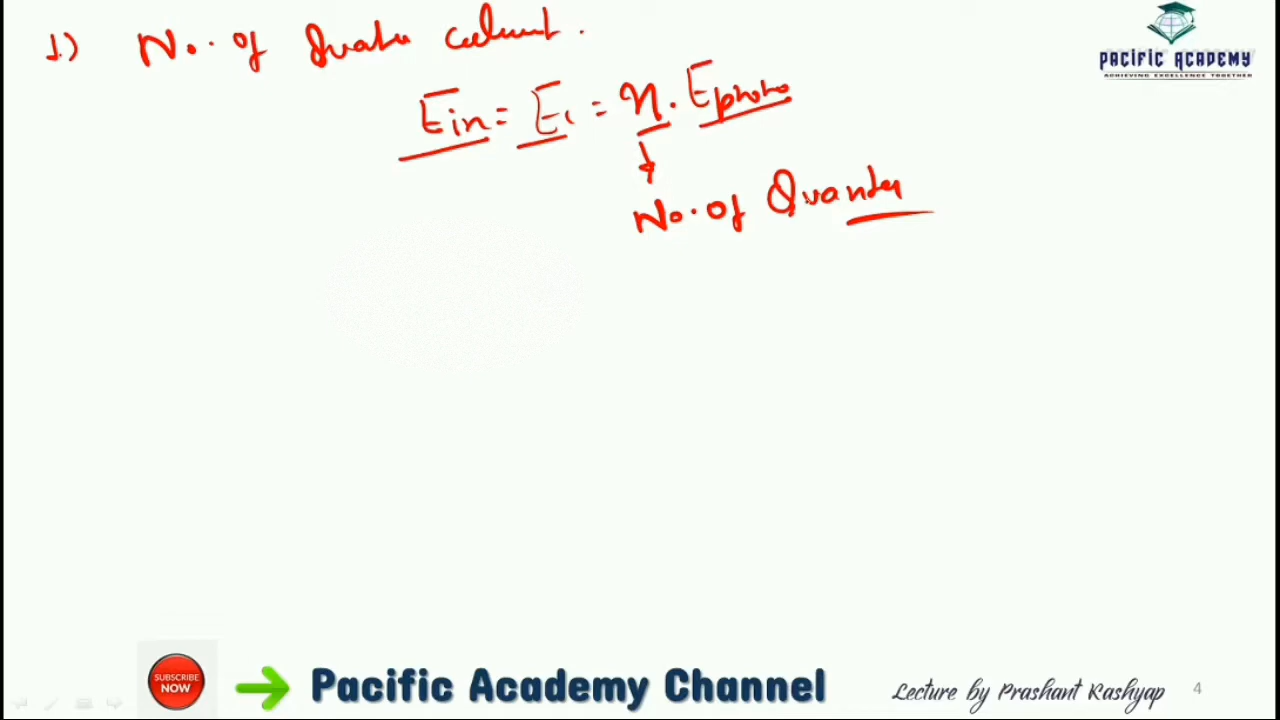 1.) No. of Quanta calculat.
PACIFIC ACADEMY
ACHIEVING EXCELLENCE TOGETHER
Ein = Ei = n . Ephoto
No. of Quanta
SUBSCRIBE
NOW
Pacific Academy Channel
Lecture by Prashant Kashyap
4